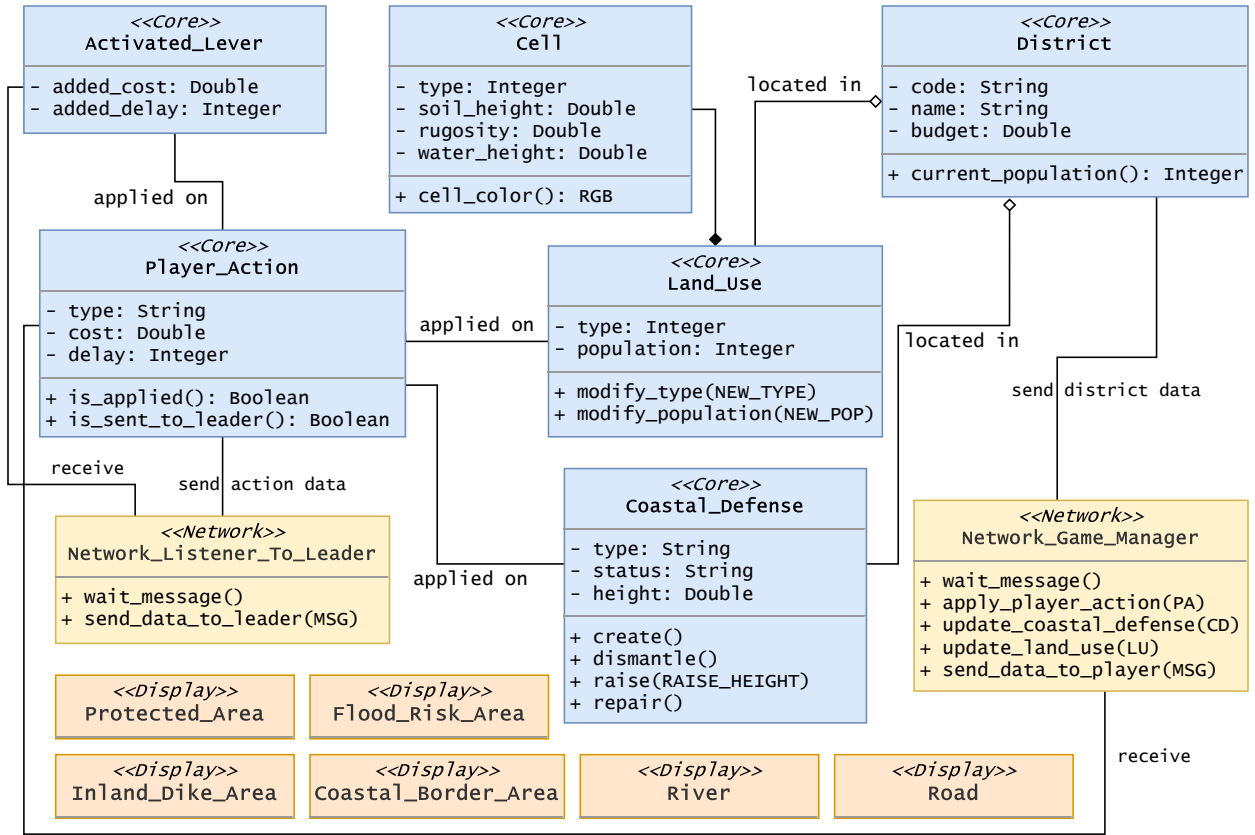 <<Core>>
Activated_Lever
- added_cost: Double
- added_delay: Integer
<<Core>>
Cell
- type: Integer
- soil_height: Double
- rugosity: Double
- water_height: Double
+ cell_color(): RGB
<<Core>>
District
- code: String
- name: String
- budget: Double
+ current_population(): Integer
located in
applied on
<<Core>>
Player_Action
- type: String
- cost: Double
- delay: Integer
+ is_applied(): Boolean
+ is_sent_to_leader(): Boolean
applied on
<<Core>>
Land_Use
- type: Integer
- population: Integer
+ modify_type(NEW_TYPE)
+ modify_population(NEW_POP)
located in
send district data
receive
send action data
<<Network>>
Network_Listener_To_Leader
+ wait_message()
+ send_data_to_leader(MSG)
applied on
<<Core>>
Coastal_Defense
- type: String
- status: String
- height: Double
+ create()
+ dismantle()
+ raise(RAISE_HEIGHT)
+ repair()
<<Network>>
Network_Game_Manager
+ wait_message()
+ apply_player_action(PA)
+ update_coastal_defense(CD)
+ update_land_use(LU)
+ send_data_to_player(MSG)
receive
<<Display>>
Protected_Area
<<Display>>
Flood_Risk_Area
<<Display>>
Inland_Dike_Area
<<Display>>
Coastal_Border_Area
<<Display>>
River
<<Display>>
Road